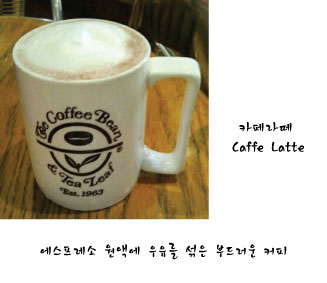 The Coffee Bean
& Tea Leaf
®
Est. 1963
카페라떼
Caffe Latte
에스프레소 원액에 우유를 섞은 부드러운 커피